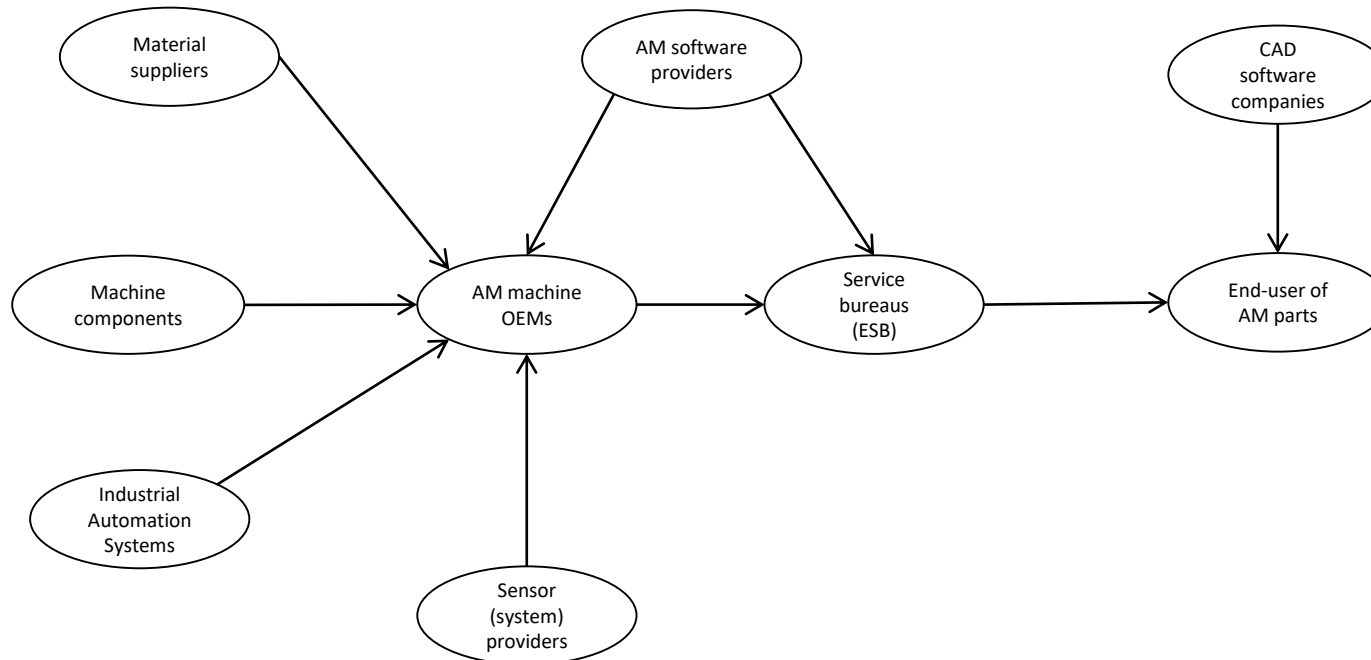 Material
suppliers
AM software
providers
CAD
software
companies
Machine
components
AM machine
OEMs
Service
bureaus
(ESB)
End-user of
AM parts
Industrial
Automation
Systems
Sensor
(system)
providers